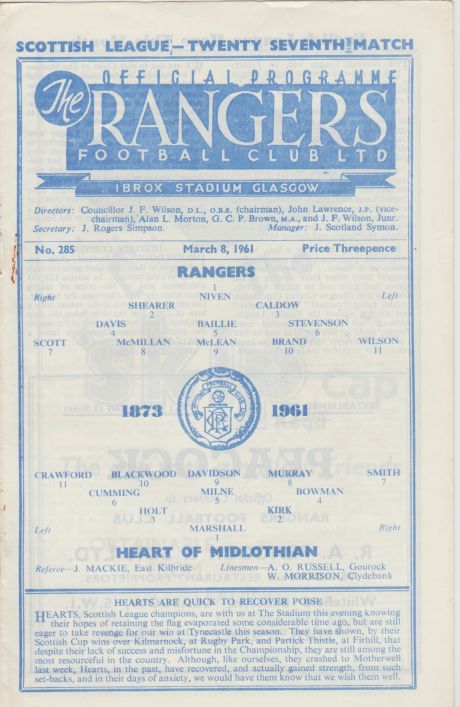 SCOTTISH LEAGUE,—TWENTY SEVENTH MATCH
OFFICIAL PROGRAMME
The RANGERS
FOOTBALL CLUB LTD
IBROX STADIUM GLASGOW
Directors: Councillor J. F. Wilson, D.L., O.B.E. (chairman), John Lawrence, J.P. (vice-
chairman), Alan L. Morton, G. C. P. Brown, M.A., and J. F. Wilson, Junr.
Secretary: J. Rogers Simpson. Manager: J. Scotland Symon.
No. 285 March 8, 1961 Price Threepence
RANGERS
1
Right NIVEN Left
SHEARER CALDOW
2 3
DAVIS BAILLIE STEVENSON
4 5 6
SCOTT McMILLAN McLEAN BRAND WILSON
7 8 9 10 11
1873 1961
CRAWFORD BLACKWOOD DAVIDSON MURRAY SMITH
11 10 9 8 7
CUMMING MILNE BOWMAN
6 5 4
HOLT KIRK
3 2
Left MARSHALL Right
1
HEART OF MIDLOTHIAN
Referee—J. MACKIE, East Kilbride Linesmen—A. O. RUSSELL, Gourock
W. MORRISON, Clydebank
HEARTS ARE QUICK TO RECOVER POISE
HEARTS, Scottish League champions, are with us at The Stadium this evening knowing
their hopes of retaining the flag evaporated some considerable time ago, but are still
eager to take revenge for our win at Tynecastle this season. They have shown, by their
Scottish Cup wins over Kilmarnock, at Rugby Park, and Partick Thistle, at Firhill, that
despite their lack of success and misfortune in the Championship, they are still among the
most resourceful in the country. Although, like ourselves, they crashed to Motherwell
last week, Hearts, in the past, have recovered, and actually gained strength, from such
set-backs, and in their days of anxiety, we would have them know that we wish them well.